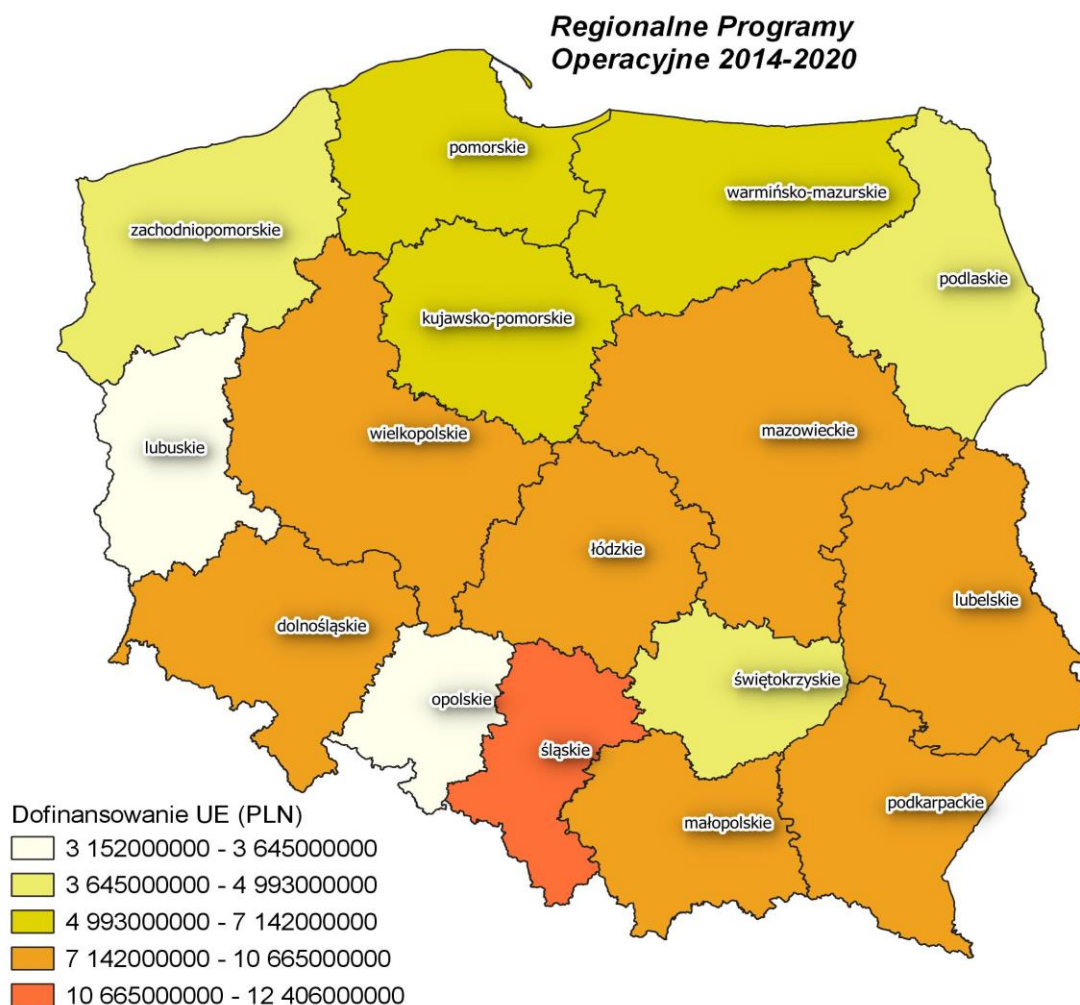 Regionalne Programy
Operacyjne 2014-2020
pomorskie
warmińsko-mazurskie
zachodniopomorskie
podlaskie
kujawsko-pomorskie
wielkopolskie
mazowieckie
lubuskie
łódzkie
lubelskie
dolnośląskie
świętokrzyskie
opolskie
śląskie
podkarpackie
małopolskie
Dofinansowanie UE (PLN)
3 152000000 - 3 645000000
3 645000000 - 4 993000000
4 993000000 - 7 142000000
7 142000000 - 10 665000000
10 665000000 - 12 406000000